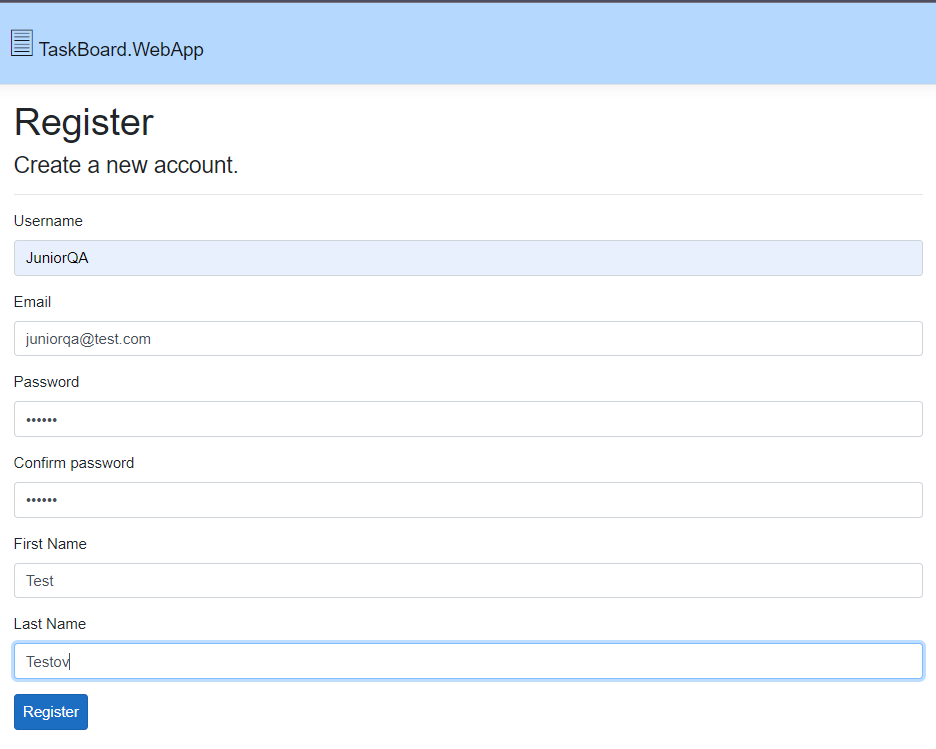 TaskBoard.WebApp
Register
Create a new account.
Username
JuniorQA
Email
juniorqa@test.com
Password
••••••
Confirm password
••••••
First Name
Test
Last Name
Testov
Register